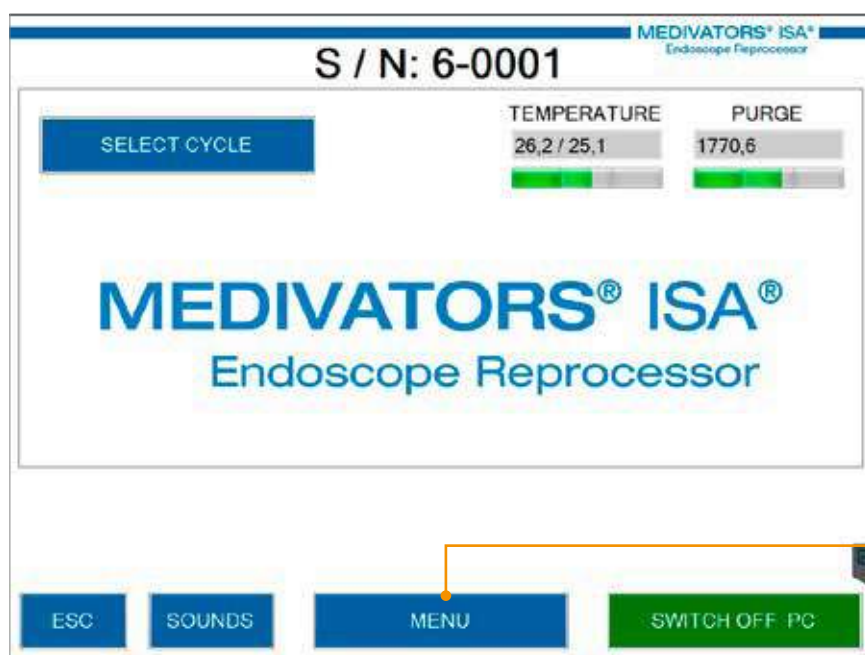 MEDIVATORS® ISA®
Endoscope Reprocessor
S / N: 6-0001
SELECT CYCLE
TEMPERATURE
PURGE
26,2 / 25,1
1770,6
MEDIVATORS® ISA®
Endoscope Reprocessor
ESC
SOUNDS
MENU
SWITCH OFF PC